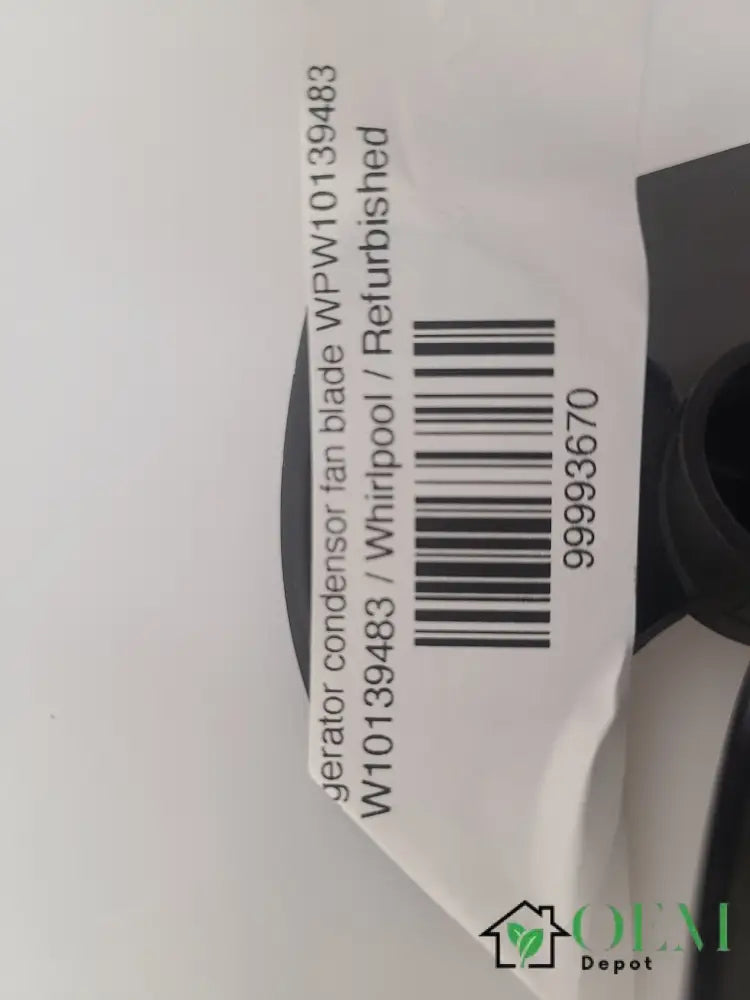 gerator condensor fan blade WPW10139483
W10139483 / Whirlpool / Refurbished
99993670
OEM
Depot